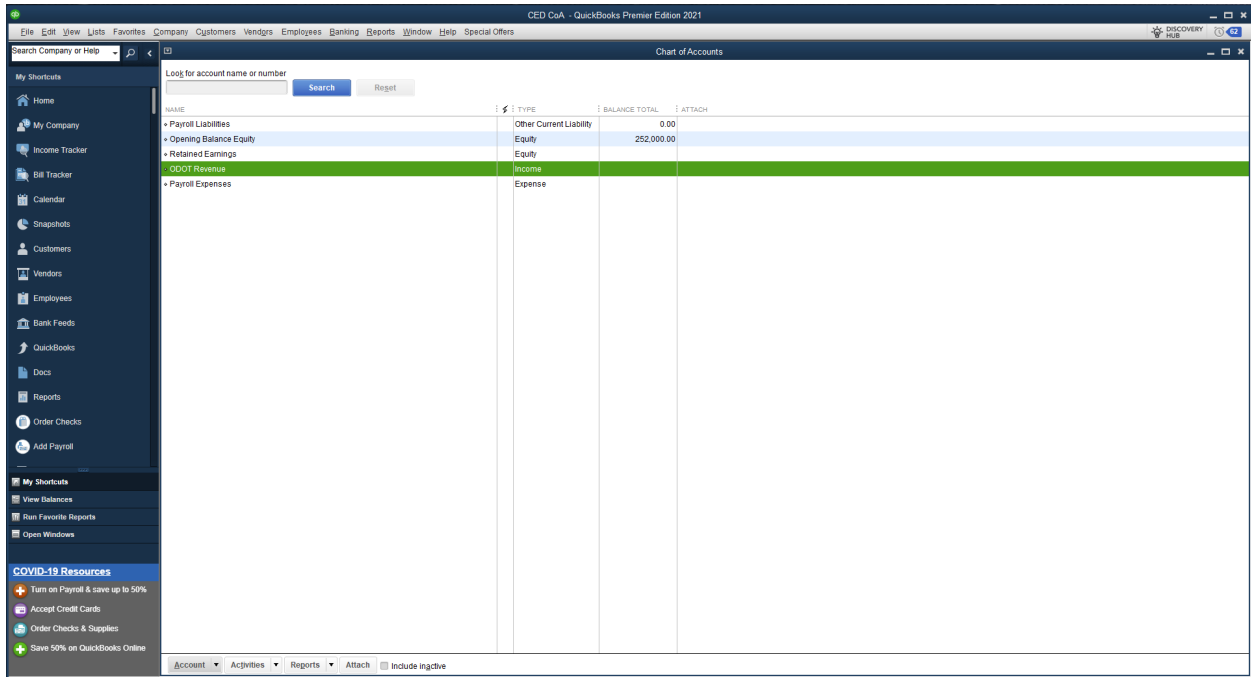 CED CoA - QuickBooks Premier Edition 2021
File Edit View Lists Favorites Company Customers Vendors Employees Banking Reports Window Help Special Offers
DISCOVERY HUB 62
Search Company or Help
Chart of Accounts
My Shortcuts
Home
My Company
Income Tracker
Bill Tracker
Calendar
Snapshots
Customers
Vendors
Employees
Bank Feeds
QuickBooks
Docs
Reports
Order Checks
Add Payroll
My Shortcuts
View Balances
Run Favorite Reports
Open Windows
COVID-19 Resources
Turn on Payroll & save up to 50%
Accept Credit Cards
Order Checks & Supplies
Save 50% on QuickBooks Online
Look for account name or number
Search Reset
NAME TYPE BALANCE TOTAL ATTACH
Payroll Liabilities Other Current Liability 0.00
Opening Balance Equity Equity 252,000.00
Retained Earnings Equity
ODOT Revenue Income
Payroll Expenses Expense
Account Activities Reports Attach Include inactive